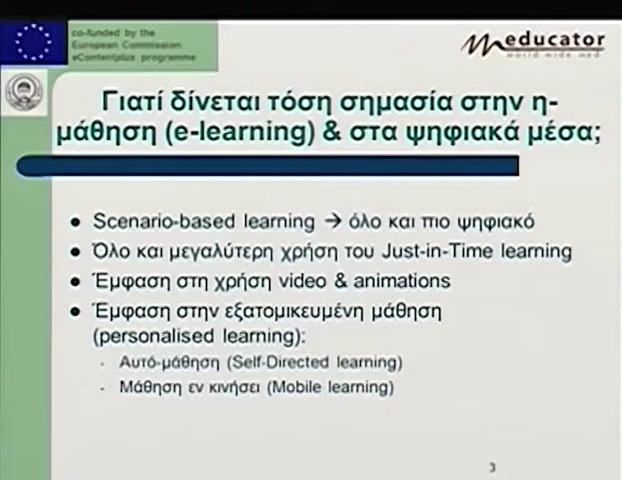 co-funded by the
European Commission
eContentplus programme
meducator
world wide med
Γιατί δίνεται τόση σημασία στην η-
μάθηση (e-learning) & στα ψηφιακά μέσα;
● Scenario-based learning → όλο και πιο ψηφιακό
● Όλο και μεγαλύτερη χρήση του Just-in-Time learning
● Έμφαση στη χρήση video & animations
● Έμφαση στην εξατομικευμένη μάθηση
(personalised learning):
- Αυτό-μάθηση (Self-Directed learning)
- Μάθηση εν κινήσει (Mobile learning)
3